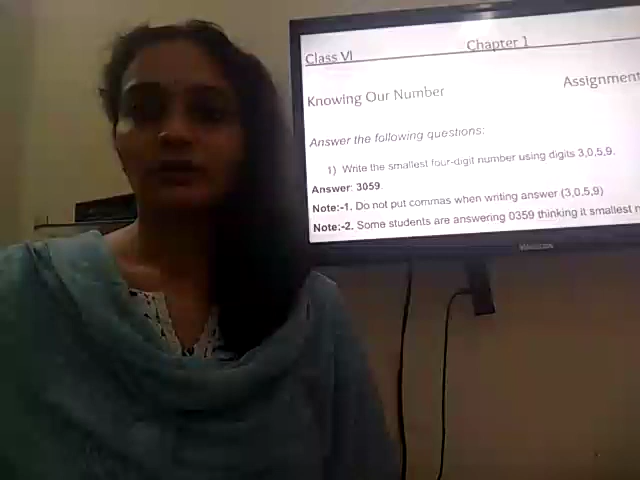 Class VI Chapter 1
Knowing Our Number Assignment
Answer the following questions:
1) Write the smallest four-digit number using digits 3,0,5,9.
Answer: 3059.
Note:-1. Do not put commas when writing answer (3,0,5,9)
Note:-2. Some students are answering 0359 thinking it smallest